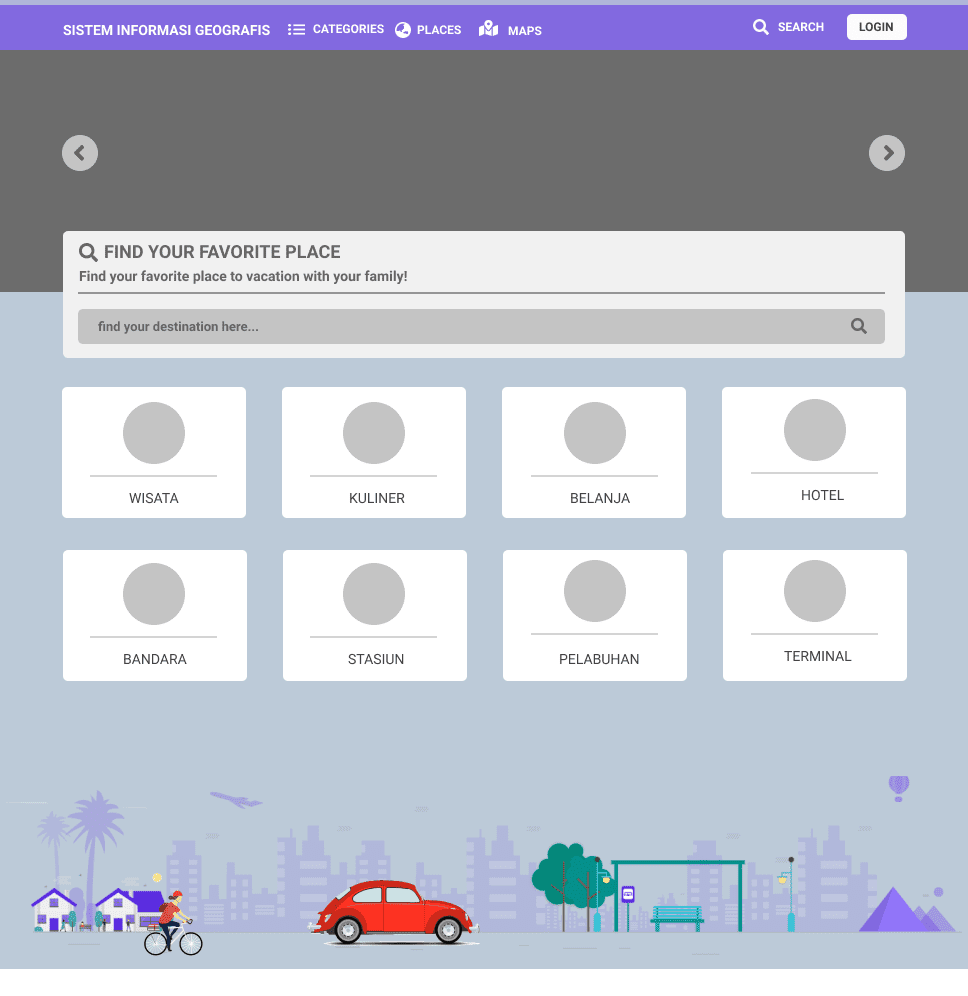 SISTEM INFORMASI GEOGRAFIS CATEGORIES PLACES MAPS SEARCH LOGIN
FIND YOUR FAVORITE PLACE
Find your favorite place to vacation with your family!
find your destination here...
WISATA KULINER BELANJA HOTEL
BANDARA STASIUN PELABUHAN TERMINAL